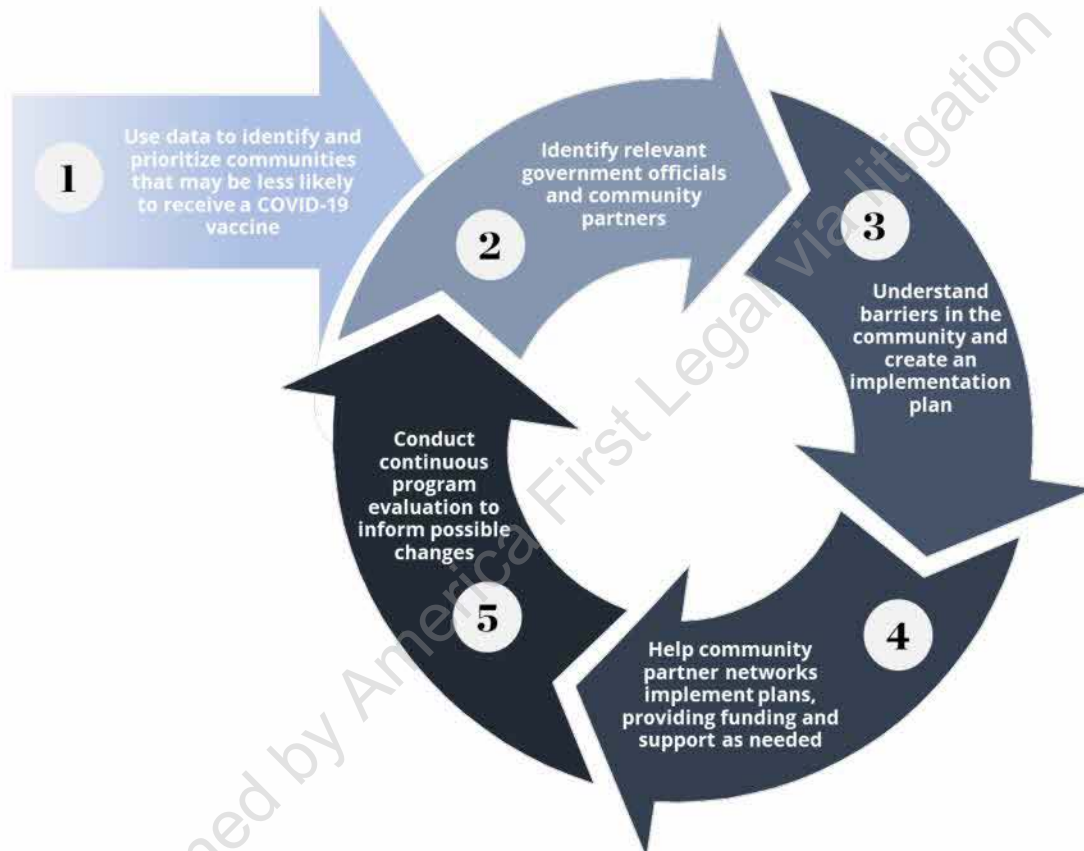 1
Use data to identify and
prioritize communities
that may be less likely
to receive a COVID-19
vaccine
2
Identify relevant
government officials
and community
partners
3
Understand
barriers in the
community and
create an
implementation
plan
4
Help community
partner networks
implement plans,
providing funding and
support as needed
5
Conduct
continuous
program
evaluation to
inform possible
changes
by America First Legal via litigation